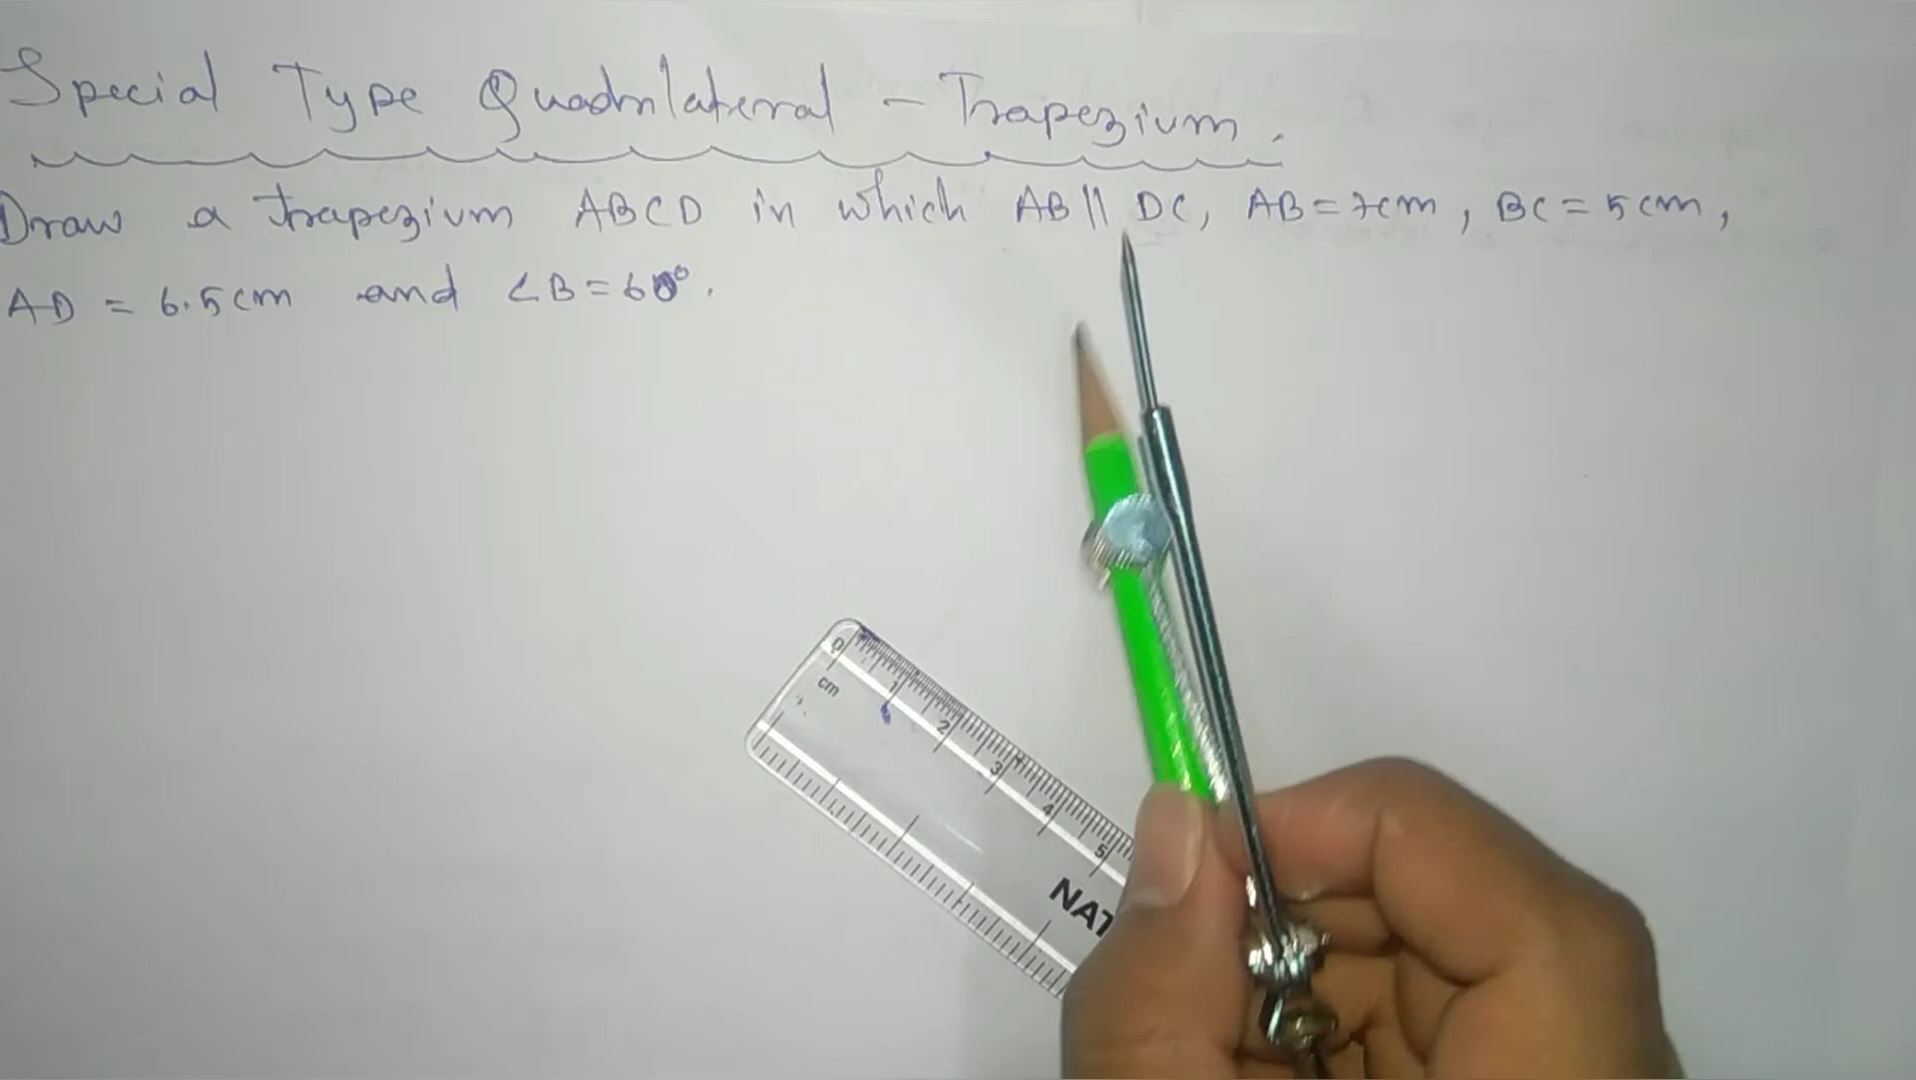 Special Type Quadrilateral - Trapezium.
Draw a trapezium ABCD in which AB || DC, AB = 7cm, BC = 5cm,
AD = 6.5cm and ∠B = 60°.
0 1 2 3 4 5
cm
NAT